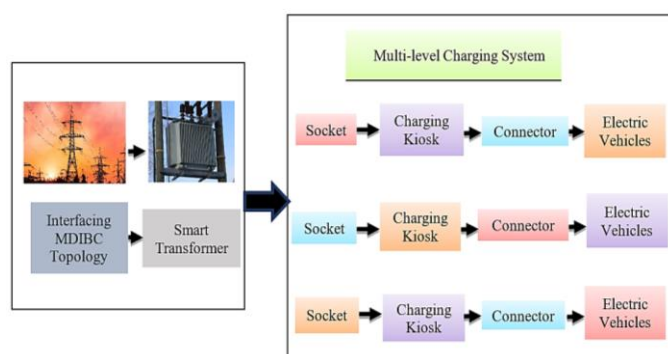 Multi-level Charging System
Interfacing
MDIBC
Topology
Smart
Transformer
Socket
Charging
Kiosk
Connector
Electric
Vehicles
Socket
Charging
Kiosk
Connector
Electric
Vehicles
Socket
Charging
Kiosk
Connector
Electric
Vehicles